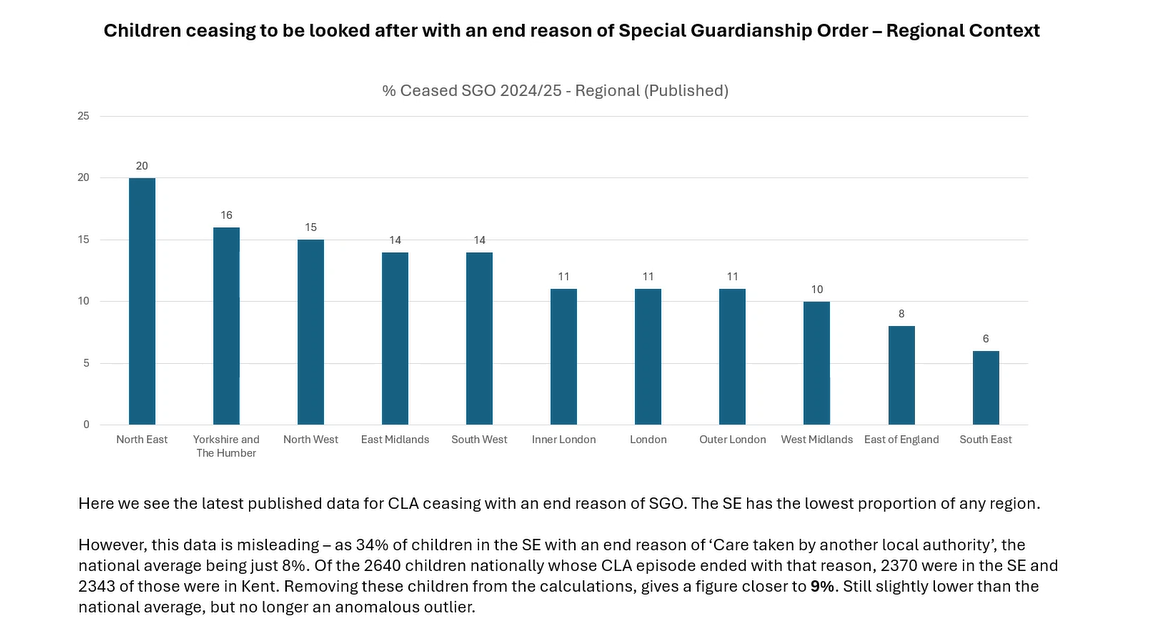 Children ceasing to be looked after with an end reason of Special Guardianship Order – Regional Context
% Ceased SGO 2024/25 - Regional (Published)
25
20
15
10
5
0
20
16
15
14
14
11
11
11
10
8
6
North East
Yorkshire and
The Humber
North West
East Midlands
South West
Inner London
London
Outer London
West Midlands
East of England
South East
Here we see the latest published data for CLA ceasing with an end reason of SGO. The SE has the lowest proportion of any region.
However, this data is misleading – as 34% of children in the SE with an end reason of ‘Care taken by another local authority’, the
national average being just 8%. Of the 2640 children nationally whose CLA episode ended with that reason, 2370 were in the SE and
2343 of those were in Kent. Removing these children from the calculations, gives a figure closer to 9%. Still slightly lower than the
national average, but no longer an anomalous outlier.